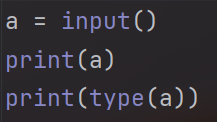 a = input()
print(a)
print(type(a))